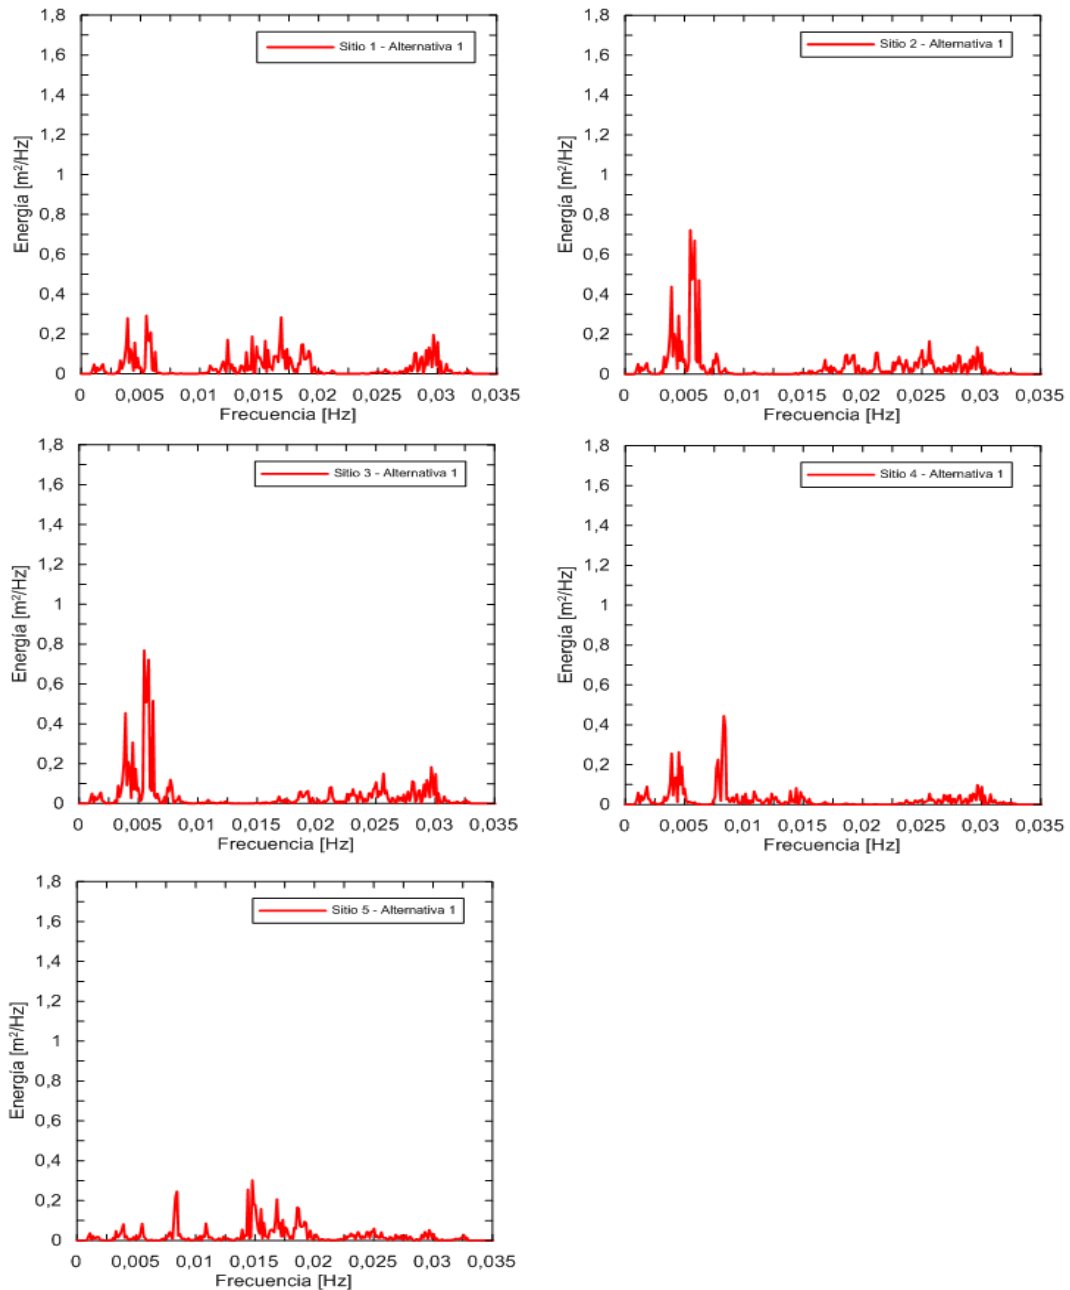 Sitio 1 - Alternativa 1
1,8
1,6
1,4
1,2
1
0,8
0,6
0,4
0,2
0
Energía [m²/Hz]
0 0,005 0,01 0,015 0,02 0,025 0,03 0,035
Frecuencia [Hz]
Sitio 2 - Alternativa 1
1,8
1,6
1,4
1,2
1
0,8
0,6
0,4
0,2
0
Energía [m²/Hz]
0 0,005 0,01 0,015 0,02 0,025 0,03 0,035
Frecuencia [Hz]
Sitio 3 - Alternativa 1
1,8
1,6
1,4
1,2
1
0,8
0,6
0,4
0,2
0
Energía [m²/Hz]
0 0,005 0,01 0,015 0,02 0,025 0,03 0,035
Frecuencia [Hz]
Sitio 4 - Alternativa 1
1,8
1,6
1,4
1,2
1
0,8
0,6
0,4
0,2
0
Energía [m²/Hz]
0 0,005 0,01 0,015 0,02 0,025 0,03 0,035
Frecuencia [Hz]
Sitio 5 - Alternativa 1
1,8
1,6
1,4
1,2
1
0,8
0,6
0,4
0,2
0
Energía [m²/Hz]
0 0,005 0,01 0,015 0,02 0,025 0,03 0,035
Frecuencia [Hz]